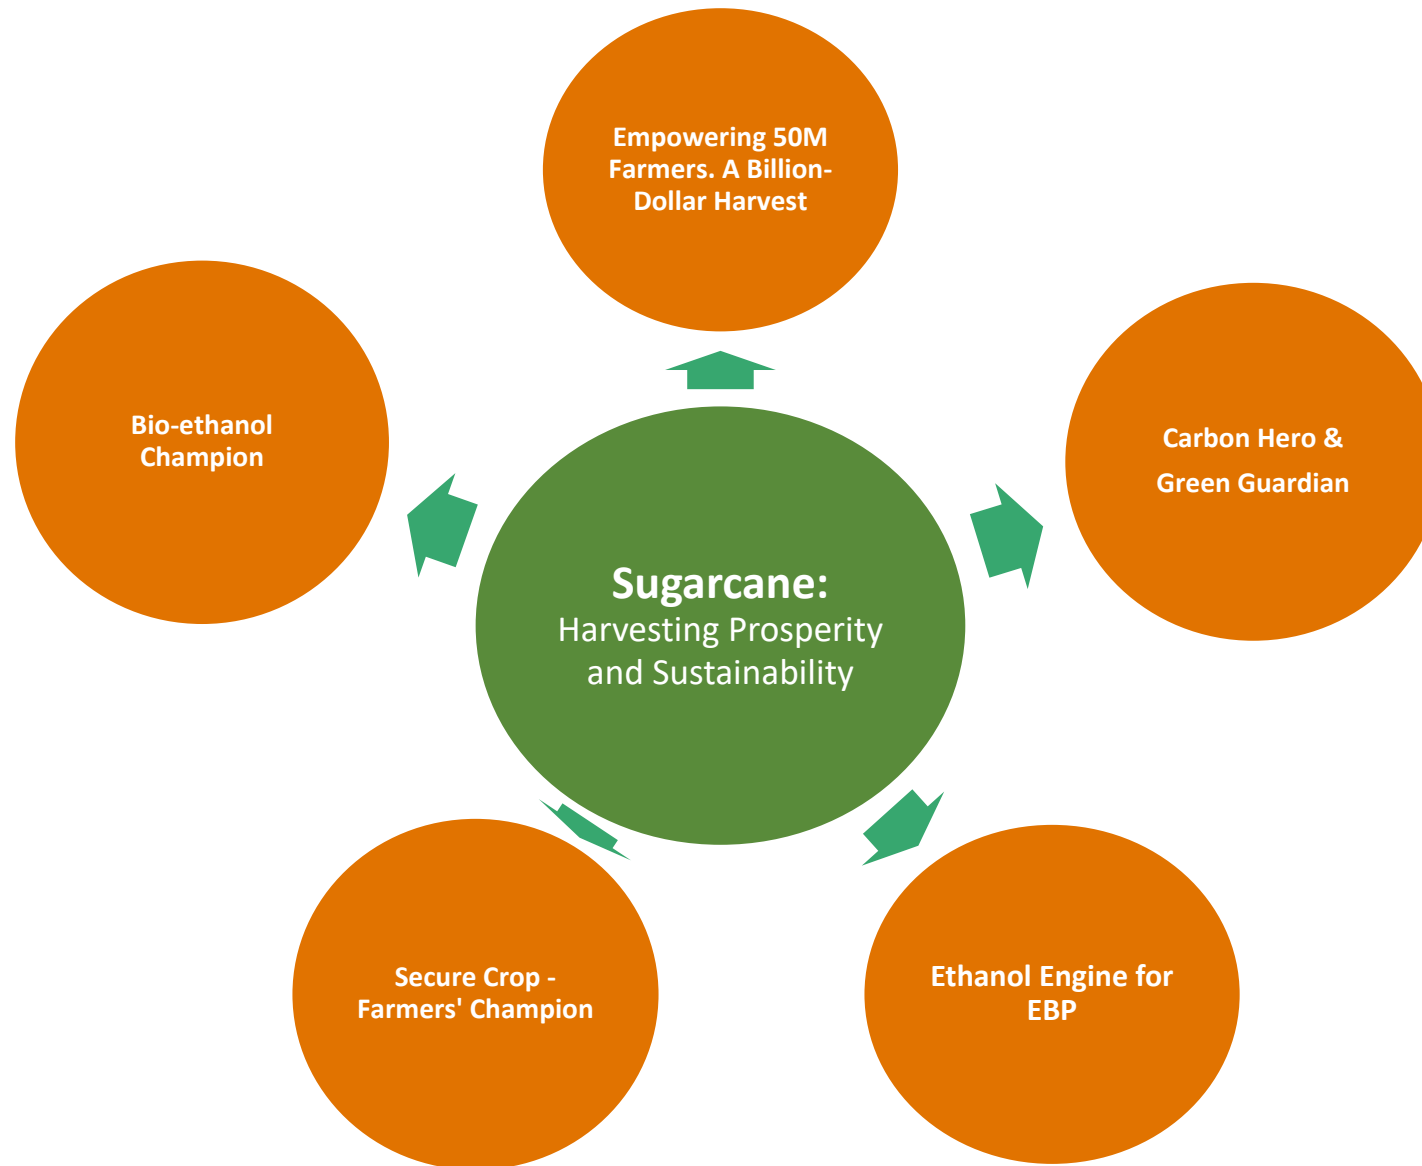 Empowering 50M
Farmers. A Billion-
Dollar Harvest
Bio-ethanol
Champion
Carbon Hero &
Green Guardian
Sugarcane:
Harvesting Prosperity
and Sustainability
Secure Crop -
Farmers' Champion
Ethanol Engine for
EBP